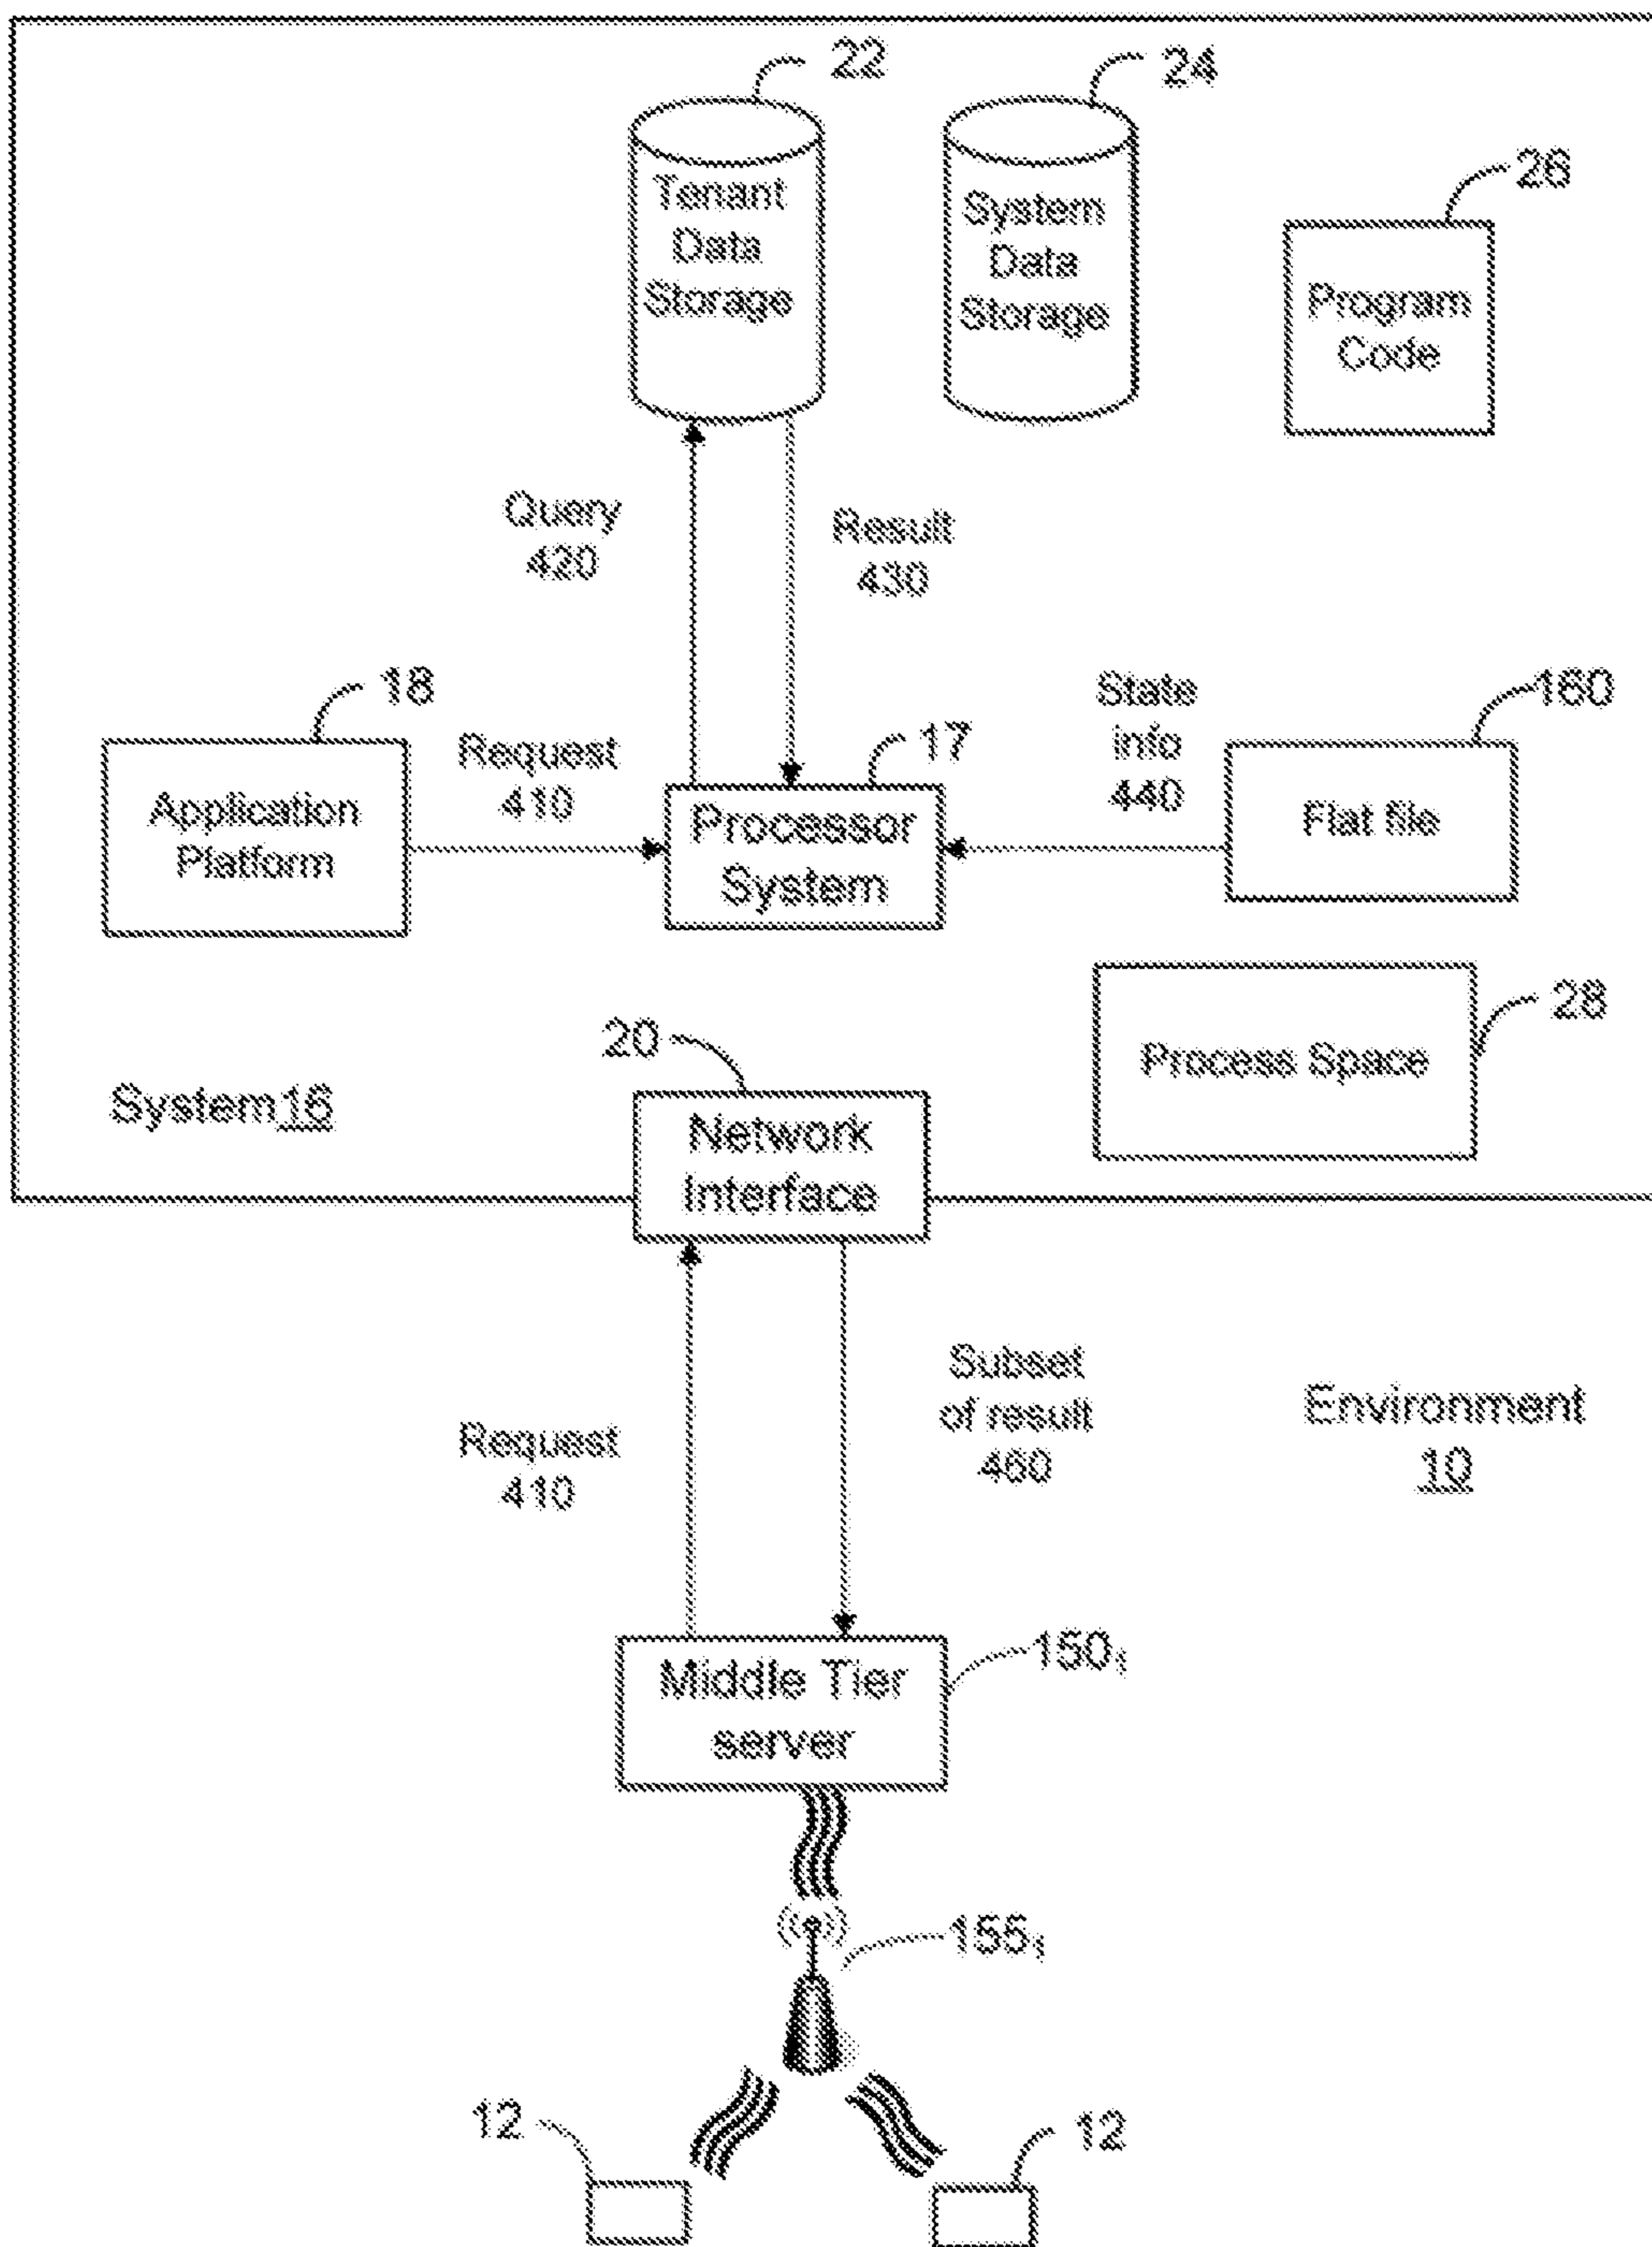 22
24
26
Tenant
Data
Storage
System
Data
Storage
Program
Code
Query
420
Result
430
18
Request
410
17
State
info
440
160
Application
Platform
Processor
System
Flat file
20
28
Process Space
System 16
Network
Interface
Request
410
Subset
of result
460
Environment
10
150₁
Middle Tier
server
155₁
12
12